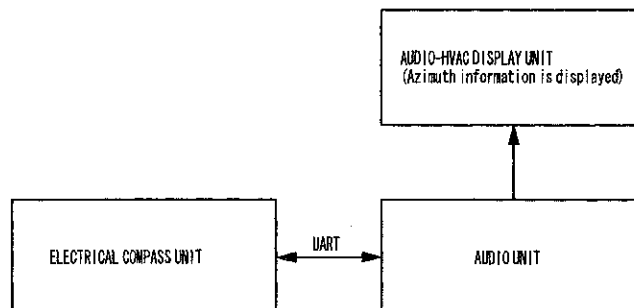 AUDIO-HVAC DISPLAY UNIT
(Azimuth information is displayed)
ELECTRICAL COMPASS UNIT
UART
AUDIO UNIT